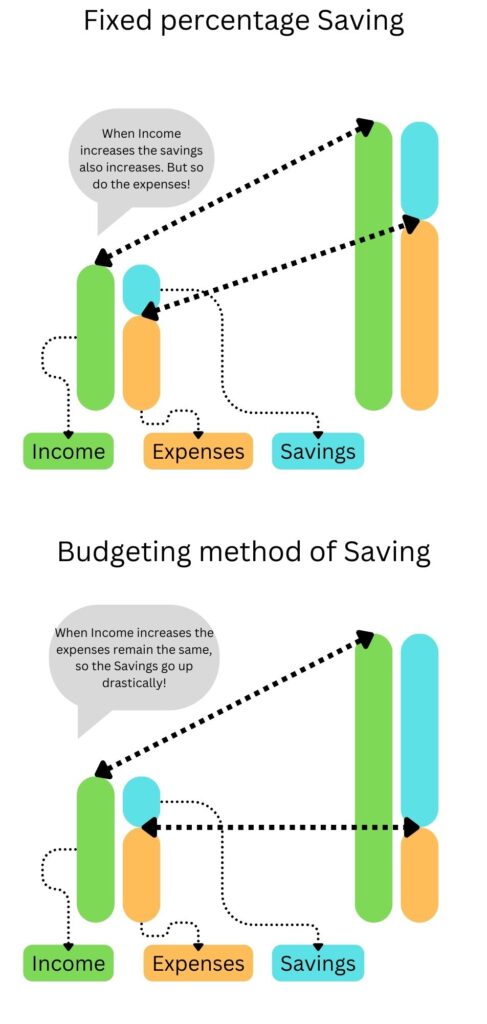 Fixed percentage Saving
When Income
increases the savings
also increases. But so
do the expenses!
Income
Expenses
Savings
Budgeting method of Saving
When Income increases the
expenses remain the same,
so the Savings go up
drastically!
Income
Expenses
Savings